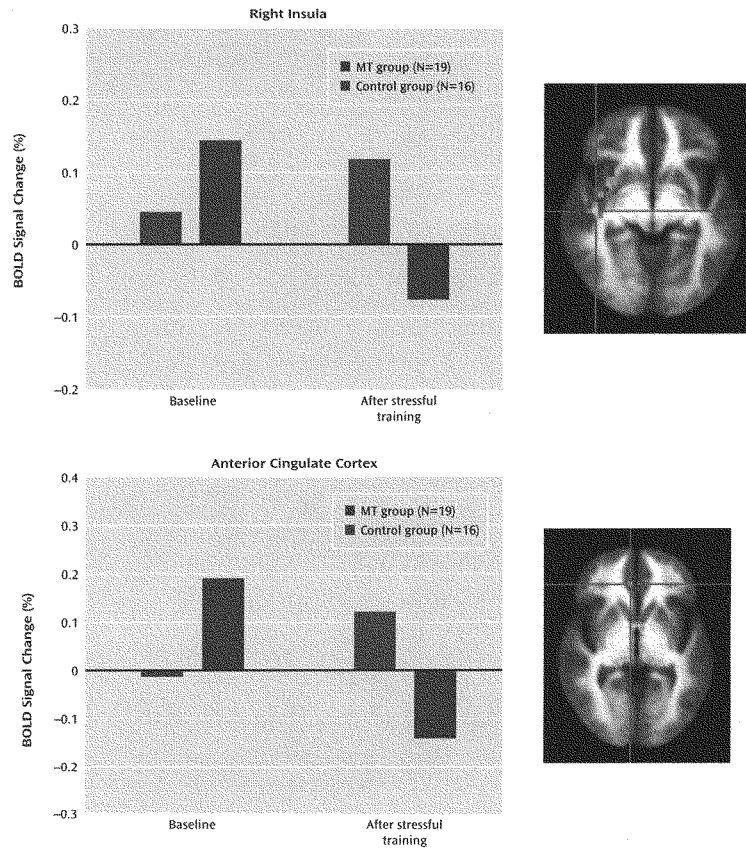 Right Insula
BOLD Signal Change (%)
0.3
0.2
0.1
0
−0.1
−0.2
MT group (N=19)
Control group (N=16)
Baseline
After stressful
training
Anterior Cingulate Cortex
BOLD Signal Change (%)
0.4
0.3
0.2
0.1
0
−0.1
−0.2
−0.3
MT group (N=19)
Control group (N=16)
Baseline
After stressful
training